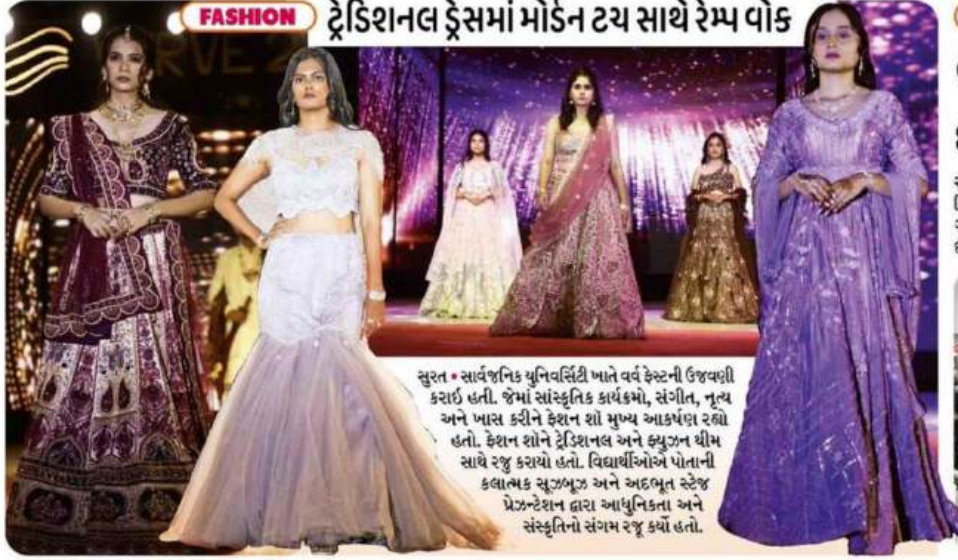 FASHION
ટ્રેડિશનલ ડ્રેસમાં મોર્ડન ટચ સાથે રેમ્પ વોક
સુરત • સાર્વજનિક યુનિવર્સિટી ખાતે વર્વ ફેસ્ટની ઉજવણી
કરાઈ હતી. જેમાં સાંસ્કૃતિક કાર્યક્રમો, સંગીત, નૃત્ય
અને ખાસ કરીને ફેશન શૉ મુખ્ય આકર્ષણ રહ્યો
હતો. ફેશન શૉને ટ્રેડિશનલ અને ફ્યુઝન થીમ
સાથે રજુ કરાયો હતો. વિદ્યાર્થીઓએ પોતાની
કલાત્મક સૂઝબૂઝ અને અદભૂત સ્ટેજ
પ્રેઝન્ટેશન દ્વારા આધુનિકતા અને
સંસ્કૃતિનો સંગમ રજૂ કર્યો હતો.